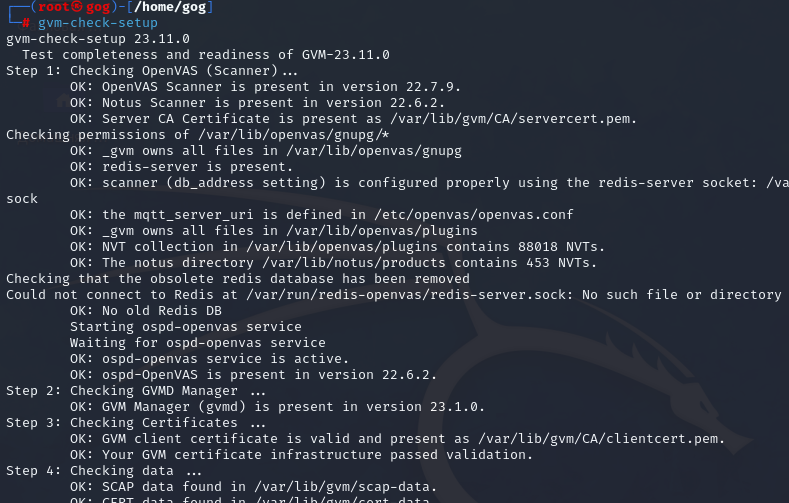 ┌──(root㉿gog)-[/home/gog]
└─# gvm-check-setup
gvm-check-setup 23.11.0
  Test completeness and readiness of GVM-23.11.0
Step 1: Checking OpenVAS (Scanner)...
        OK: OpenVAS Scanner is present in version 22.7.9.
        OK: Notus Scanner is present in version 22.6.2.
        OK: Server CA Certificate is present as /var/lib/gvm/CA/servercert.pem.
Checking permissions of /var/lib/openvas/gnupg/*
        OK: _gvm owns all files in /var/lib/openvas/gnupg
        OK: redis-server is present.
        OK: scanner (db_address setting) is configured properly using the redis-server socket: /va
sock
        OK: the mqtt_server_uri is defined in /etc/openvas/openvas.conf
        OK: _gvm owns all files in /var/lib/openvas/plugins
        OK: NVT collection in /var/lib/openvas/plugins contains 88018 NVTs.
        OK: The notus directory /var/lib/notus/products contains 453 NVTs.
Checking that the obsolete redis database has been removed
Could not connect to Redis at /var/run/redis-openvas/redis-server.sock: No such file or directory
        OK: No old Redis DB
        Starting ospd-openvas service
        Waiting for ospd-openvas service
        OK: ospd-openvas service is active.
        OK: ospd-OpenVAS is present in version 22.6.2.
Step 2: Checking GVMD Manager ...
        OK: GVM Manager (gvmd) is present in version 23.1.0.
Step 3: Checking Certificates ...
        OK: GVM client certificate is valid and present as /var/lib/gvm/CA/clientcert.pem.
        OK: Your GVM certificate infrastructure passed validation.
Step 4: Checking data ...
        OK: SCAP data found in /var/lib/gvm/scap-data.
        OK: CERT data found in /var/lib/gvm/cert-data.